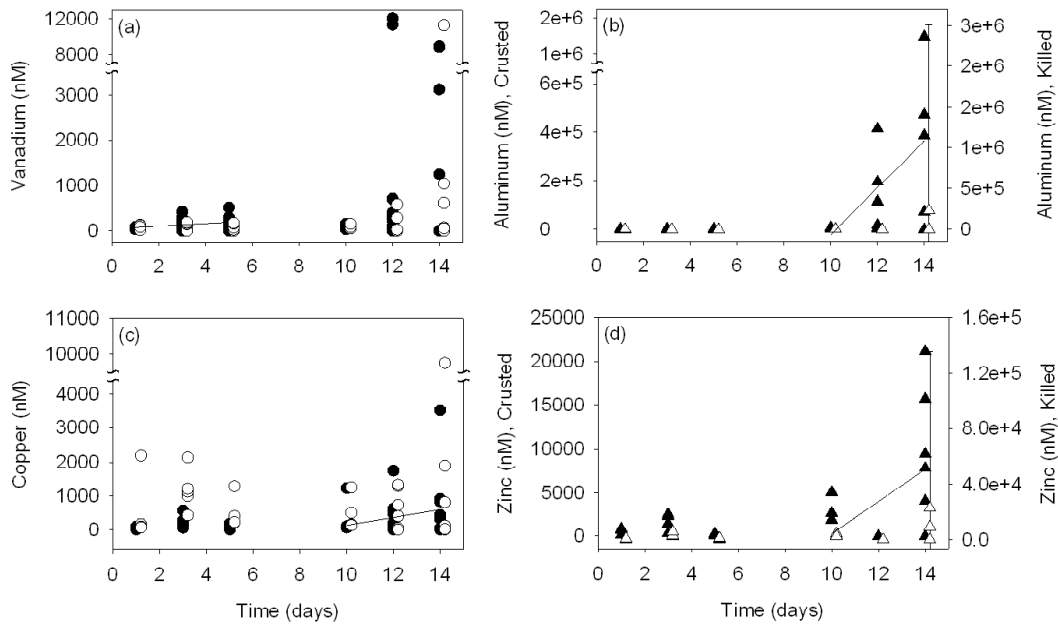 (a)
12000
8000
3000
2000
1000
0
Vanadium (nM)
0 2 4 6 8 10 12 14
(b)
2e+6
1e+6
1e+6
6e+5
4e+5
2e+5
0
Aluminum (nM), Crusted
3e+6
2e+6
2e+6
1e+6
5e+5
0
Aluminum (nM), Killed
0 2 4 6 8 10 12 14
(c)
11000
10000
4000
3000
2000
1000
0
Copper (nM)
0 2 4 6 8 10 12 14
Time (days)
(d)
25000
20000
15000
10000
5000
0
Zinc (nM), Crusted
1.6e+5
1.2e+5
8.0e+4
4.0e+4
0.0
Zinc (nM), Killed
0 2 4 6 8 10 12 14
Time (days)